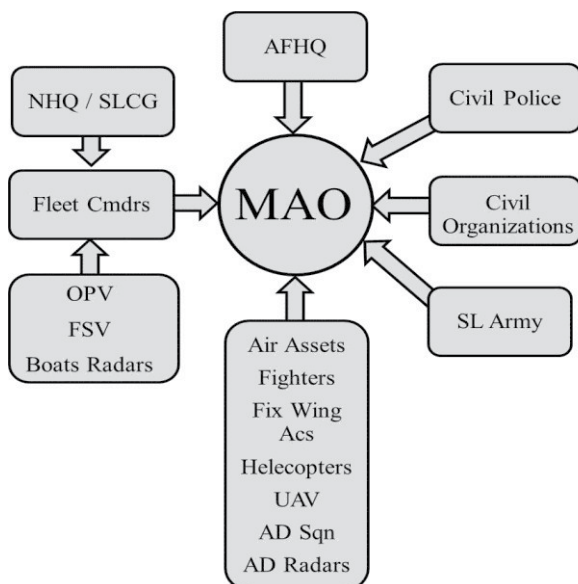 AFHQ
NHQ / SLCG
Civil Police
Fleet Cmdrs
MAO
Civil
Organizations
OPV
FSV
Boats Radars
SL Army
Air Assets
Fighters
Fix Wing
Acs
Helecopters
UAV
AD Sqn
AD Radars